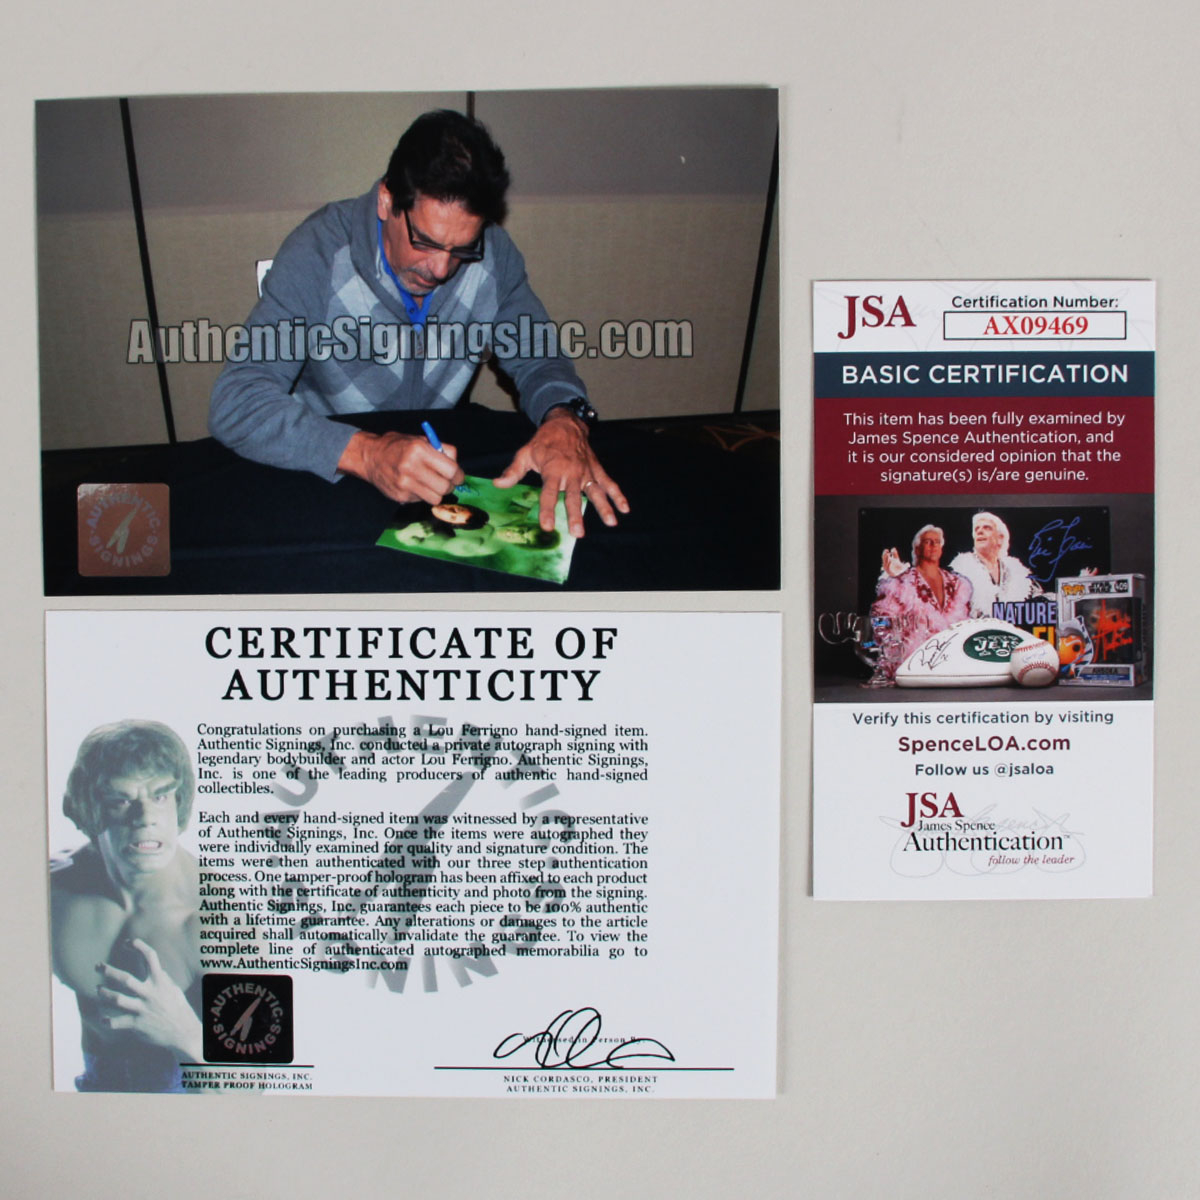 AuthenticSigningsInc.com
AUTHENTIC
SIGNINGS
CERTIFICATE OF
AUTHENTICITY
Congratulations on purchasing a Lou Ferrigno hand-signed item.
Authentic Signings, Inc. conducted a private autograph signing with
legendary bodybuilder and actor Lou Ferrigno. Authentic Signings,
Inc. is one of the leading producers of authentic hand-signed
collectibles.
Each and every hand-signed item was witnessed by a representative
of Authentic Signings, Inc. Once the items were autographed they
were individually examined for quality and signature condition. The
items were then authenticated with our three step authentication
process. One tamper-proof hologram has been affixed to each product
along with the certificate of authenticity and photo from the signing.
Authentic Signings, Inc. guarantees each piece to be 100% authentic
with a lifetime guarantee. Any alterations or damages to the article
acquired shall automatically invalidate the guarantee. To view the
complete line of authenticated autographed memorabilia go to
www.AuthenticSigningsInc.com
AUTHENTIC
SIGNINGS
AUTHENTIC
SIGNINGS
AUTHENTIC SIGNINGS, INC.
TAMPER PROOF HOLOGRAM
Witnessed in Person By:
NICK CORDASCO, PRESIDENT
AUTHENTIC SIGNINGS, INC.
JSA
Certification Number:
AX09469
BASIC CERTIFICATION
This item has been fully examined by
James Spence Authentication, and
it is our considered opinion that the
signature(s) is/are genuine.
NATURE
JETS
STAR WARS
Verify this certification by visiting
SpenceLOA.com
Follow us @jsaloa
JSA
James Spence
Authentication™
follow the leader